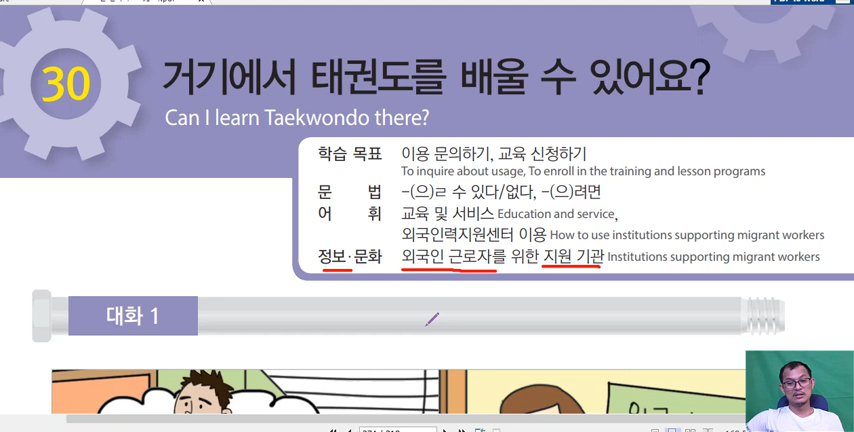 30
거기에서 태권도를 배울 수 있어요?
Can I learn Taekwondo there?
학습 목표 이용 문의하기, 교육 신청하기
To inquire about usage, To enroll in the training and lesson programs
문 법 -(으)ㄹ 수 있다/없다, -(으)려면
어 휘 교육 및 서비스 Education and service,
외국인력지원센터 이용 How to use institutions supporting migrant workers
정보·문화 외국인 근로자를 위한 지원 기관 Institutions supporting migrant workers
대화 1